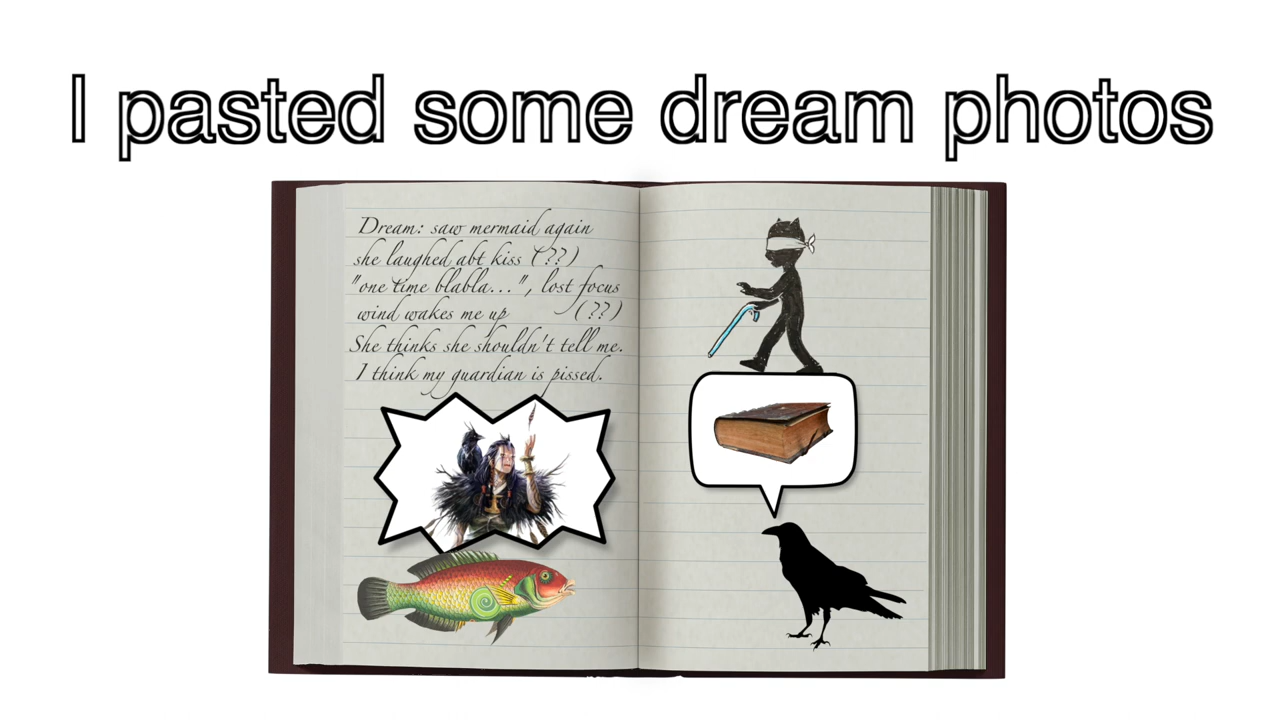 I pasted some dream photos
Dream: saw mermaid again
she laughed abt kiss (??)
"one time blabla...", lost focus
wind wakes me up (??)
She thinks she shouldn't tell me.
I think my guardian is pissed.